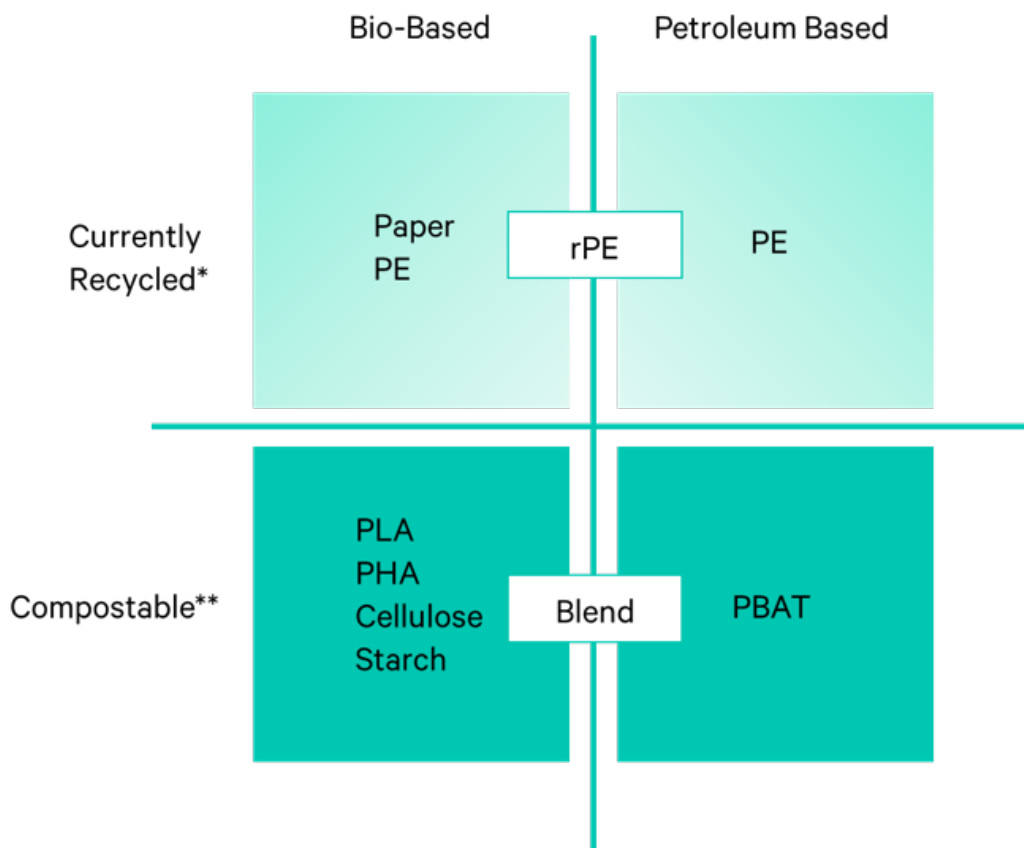 Bio-Based
Petroleum Based
Currently
Recycled*
Paper
PE
rPE
PE
Compostable**
PLA
PHA
Cellulose
Starch
Blend
PBAT